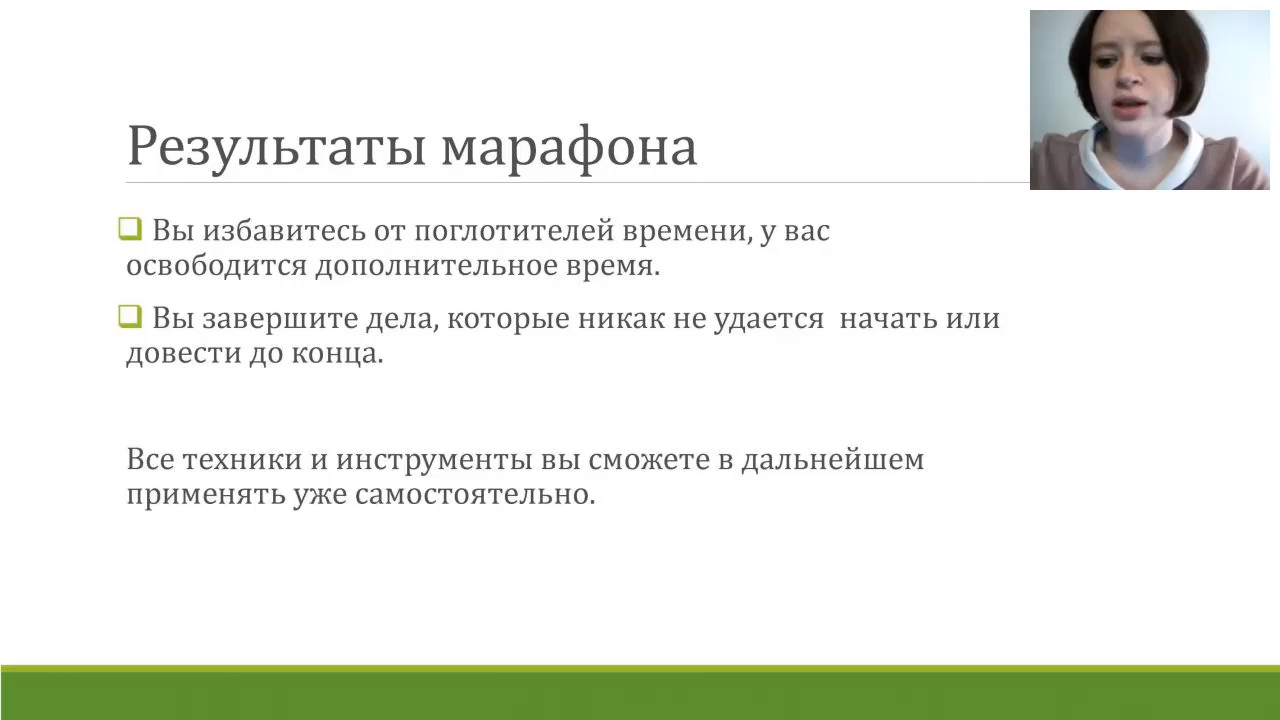 Результаты марафона
Вы избавитесь от поглотителей времени, у вас
освободится дополнительное время.
Вы завершите дела, которые никак не удается  начать или
довести до конца.
Все техники и инструменты вы сможете в дальнейшем
применять уже самостоятельно.